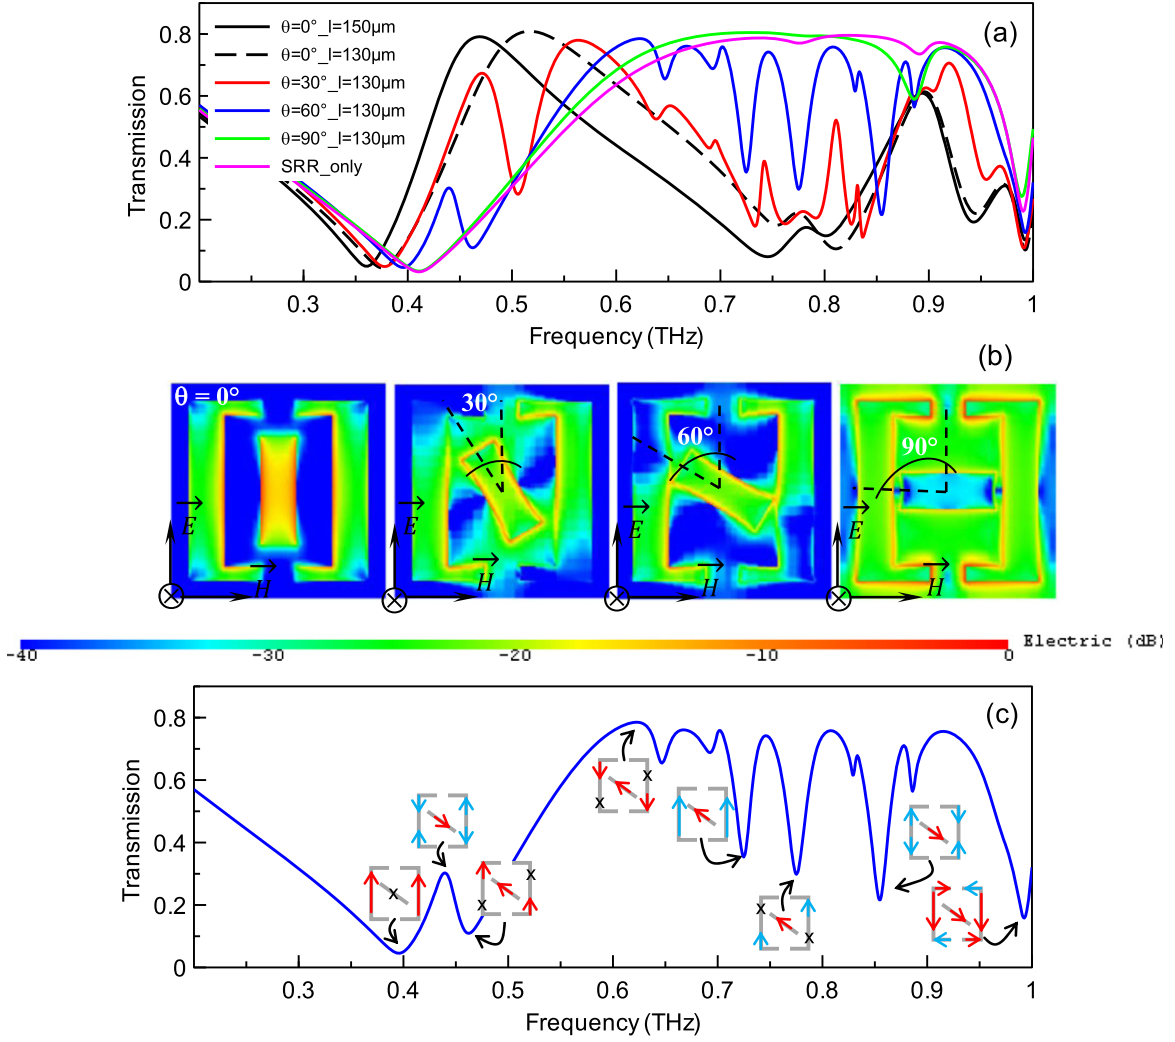 (a)
θ=0°_l=150µm
θ=0°_l=130µm
θ=30°_l=130µm
θ=60°_l=130µm
θ=90°_l=130µm
SRR_only
Transmission
0.8
0.6
0.4
0.2
0
0.3 0.4 0.5 0.6 0.7 0.8 0.9 1
Frequency (THz)
(b)
θ = 0° 30° 60° 90°
E E E E
H H H H
-40 -30 -20 -10 0 Electric (dB)
(c)
Transmission
0.8
0.6
0.4
0.2
0
x x x x x x x
0.3 0.4 0.5 0.6 0.7 0.8 0.9 1
Frequency (THz)